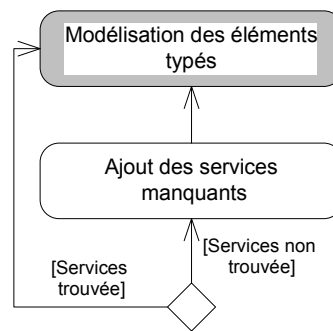 Modélisation des éléments
typés
Ajout des services
manquants
[Services non
trouvée]
[Services
trouvée]